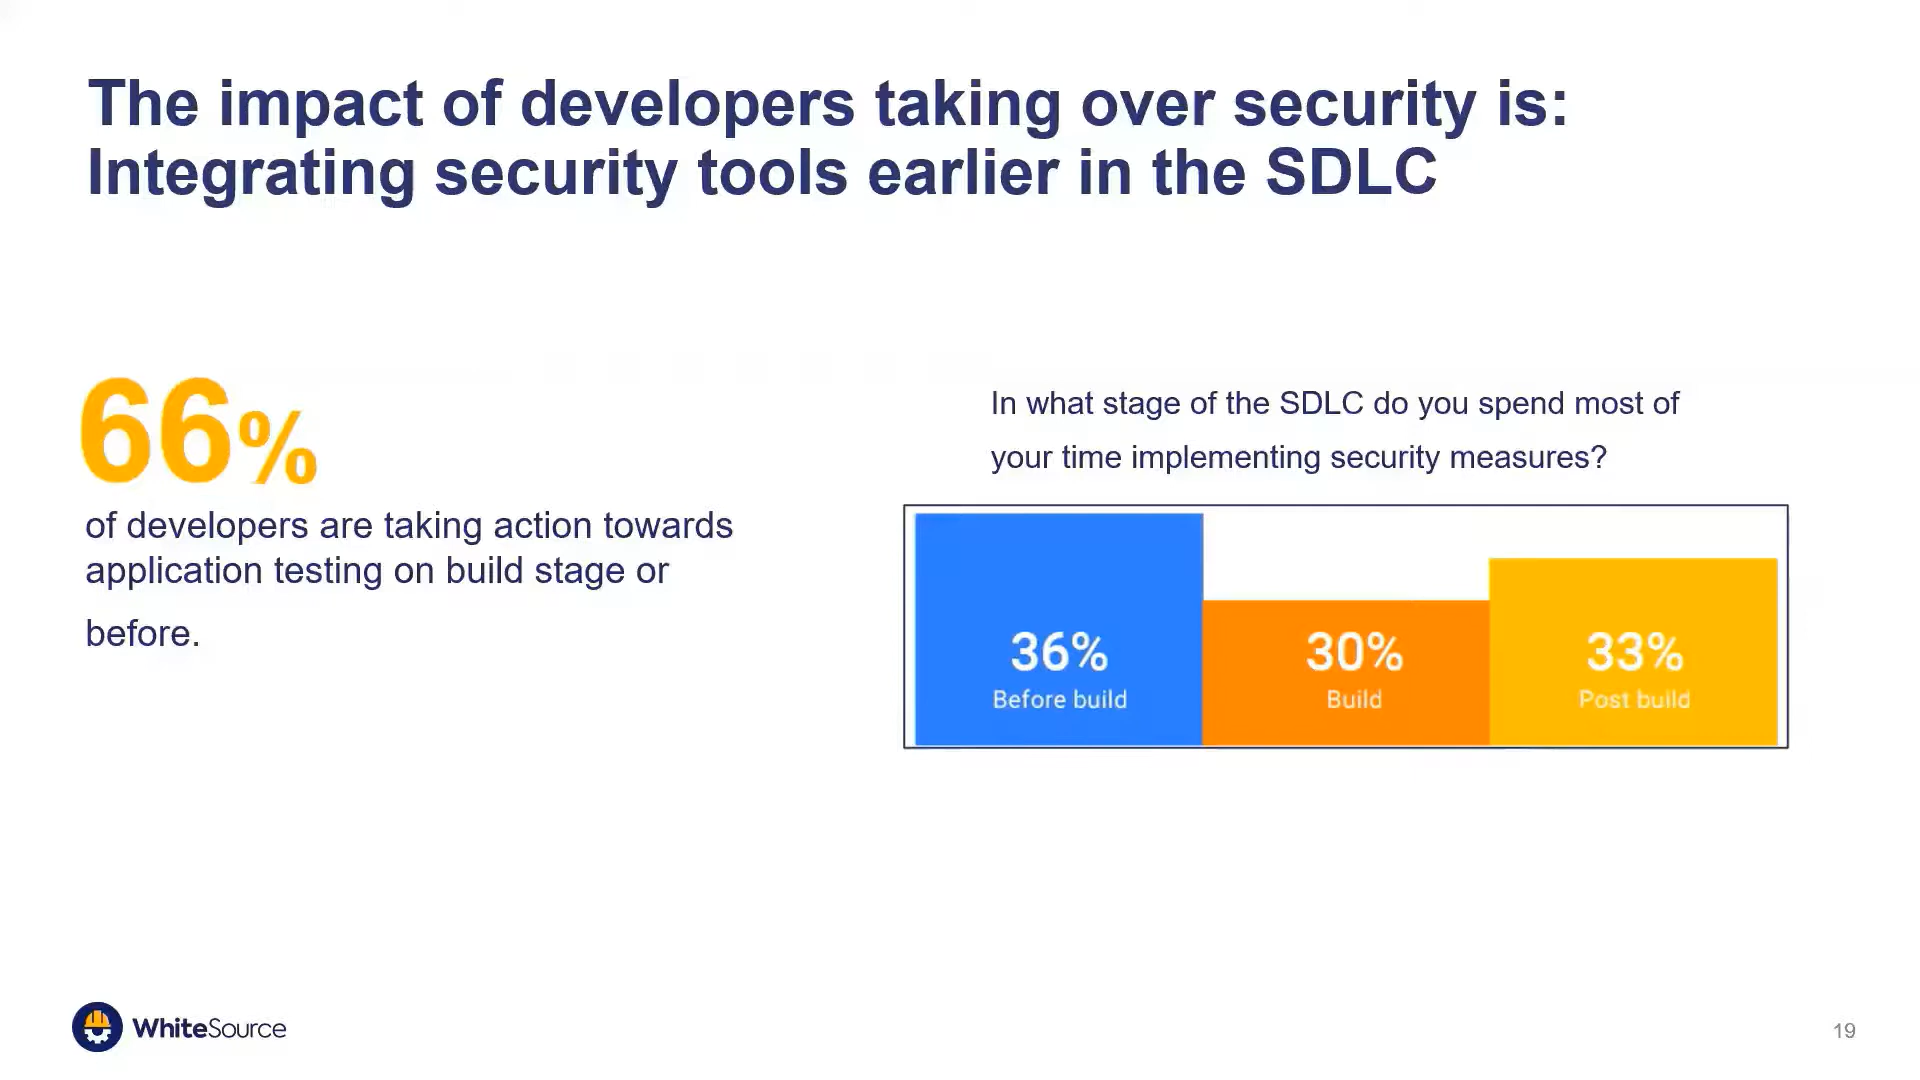 The impact of developers taking over security is:
Integrating security tools earlier in the SDLC
66%
of developers are taking action towards
application testing on build stage or
before.
In what stage of the SDLC do you spend most of
your time implementing security measures?
36%
Before build
30%
Build
33%
Post build
WhiteSource
19